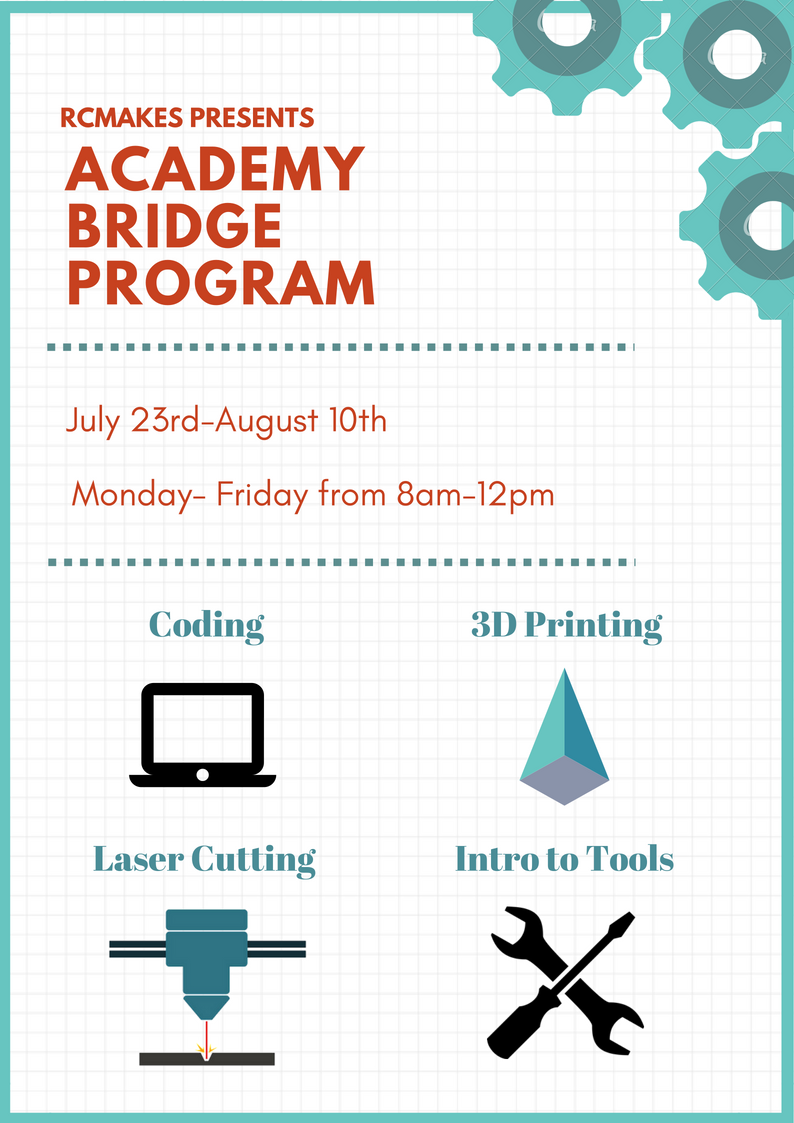 RCMAKES PRESENTS
ACADEMY
BRIDGE
PROGRAM
July 23rd-August 10th
Monday- Friday from 8am-12pm
Coding
3D Printing
Laser Cutting
Intro to Tools